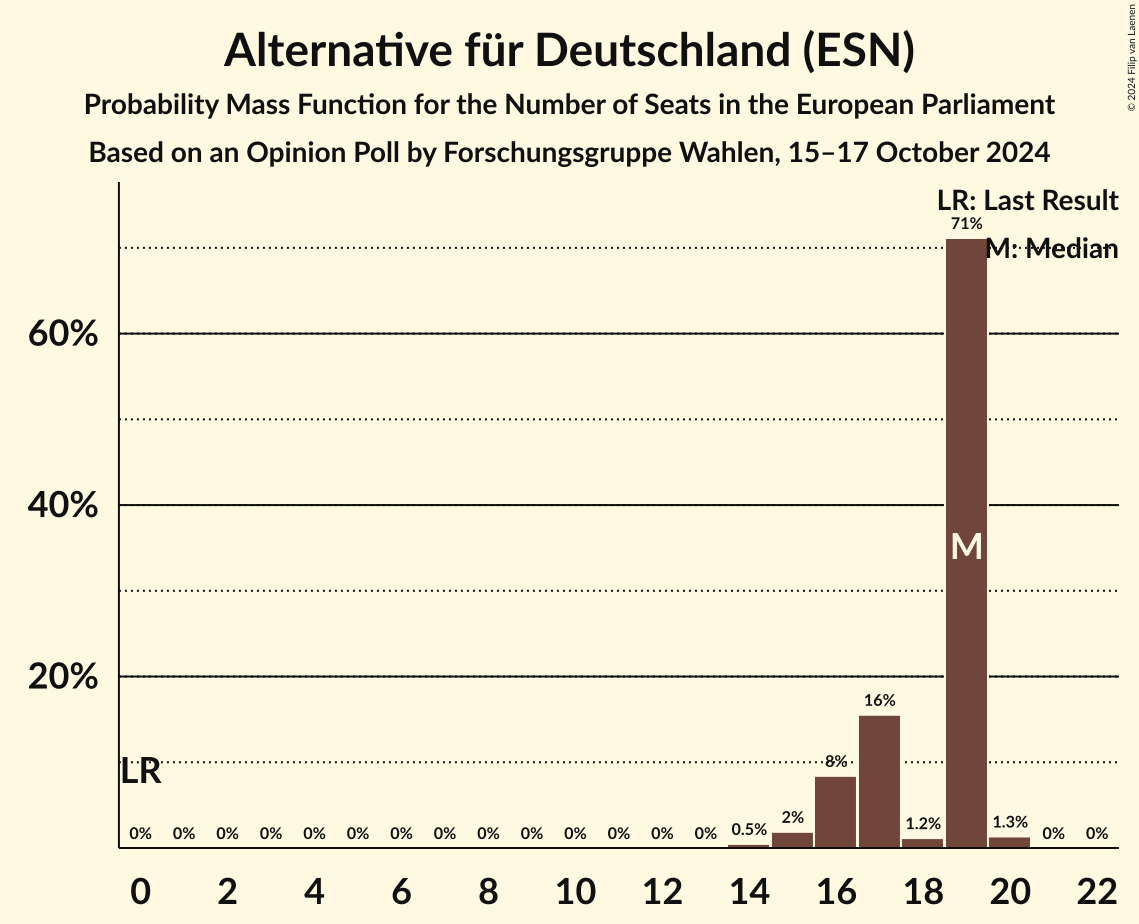 Alternative für Deutschland (ESN)
Probability Mass Function for the Number of Seats in the European Parliament
Based on an Opinion Poll by Forschungsgruppe Wahlen, 15–17 October 2024
© 2024 Filip van Laenen
LR: Last Result
M: Median
60%
40%
20%
LR
M
0% 0% 0% 0% 0% 0% 0% 0% 0% 0% 0% 0% 0% 0% 0.5% 2% 8% 16% 1.2% 71% 1.3% 0% 0%
0 2 4 6 8 10 12 14 16 18 20 22